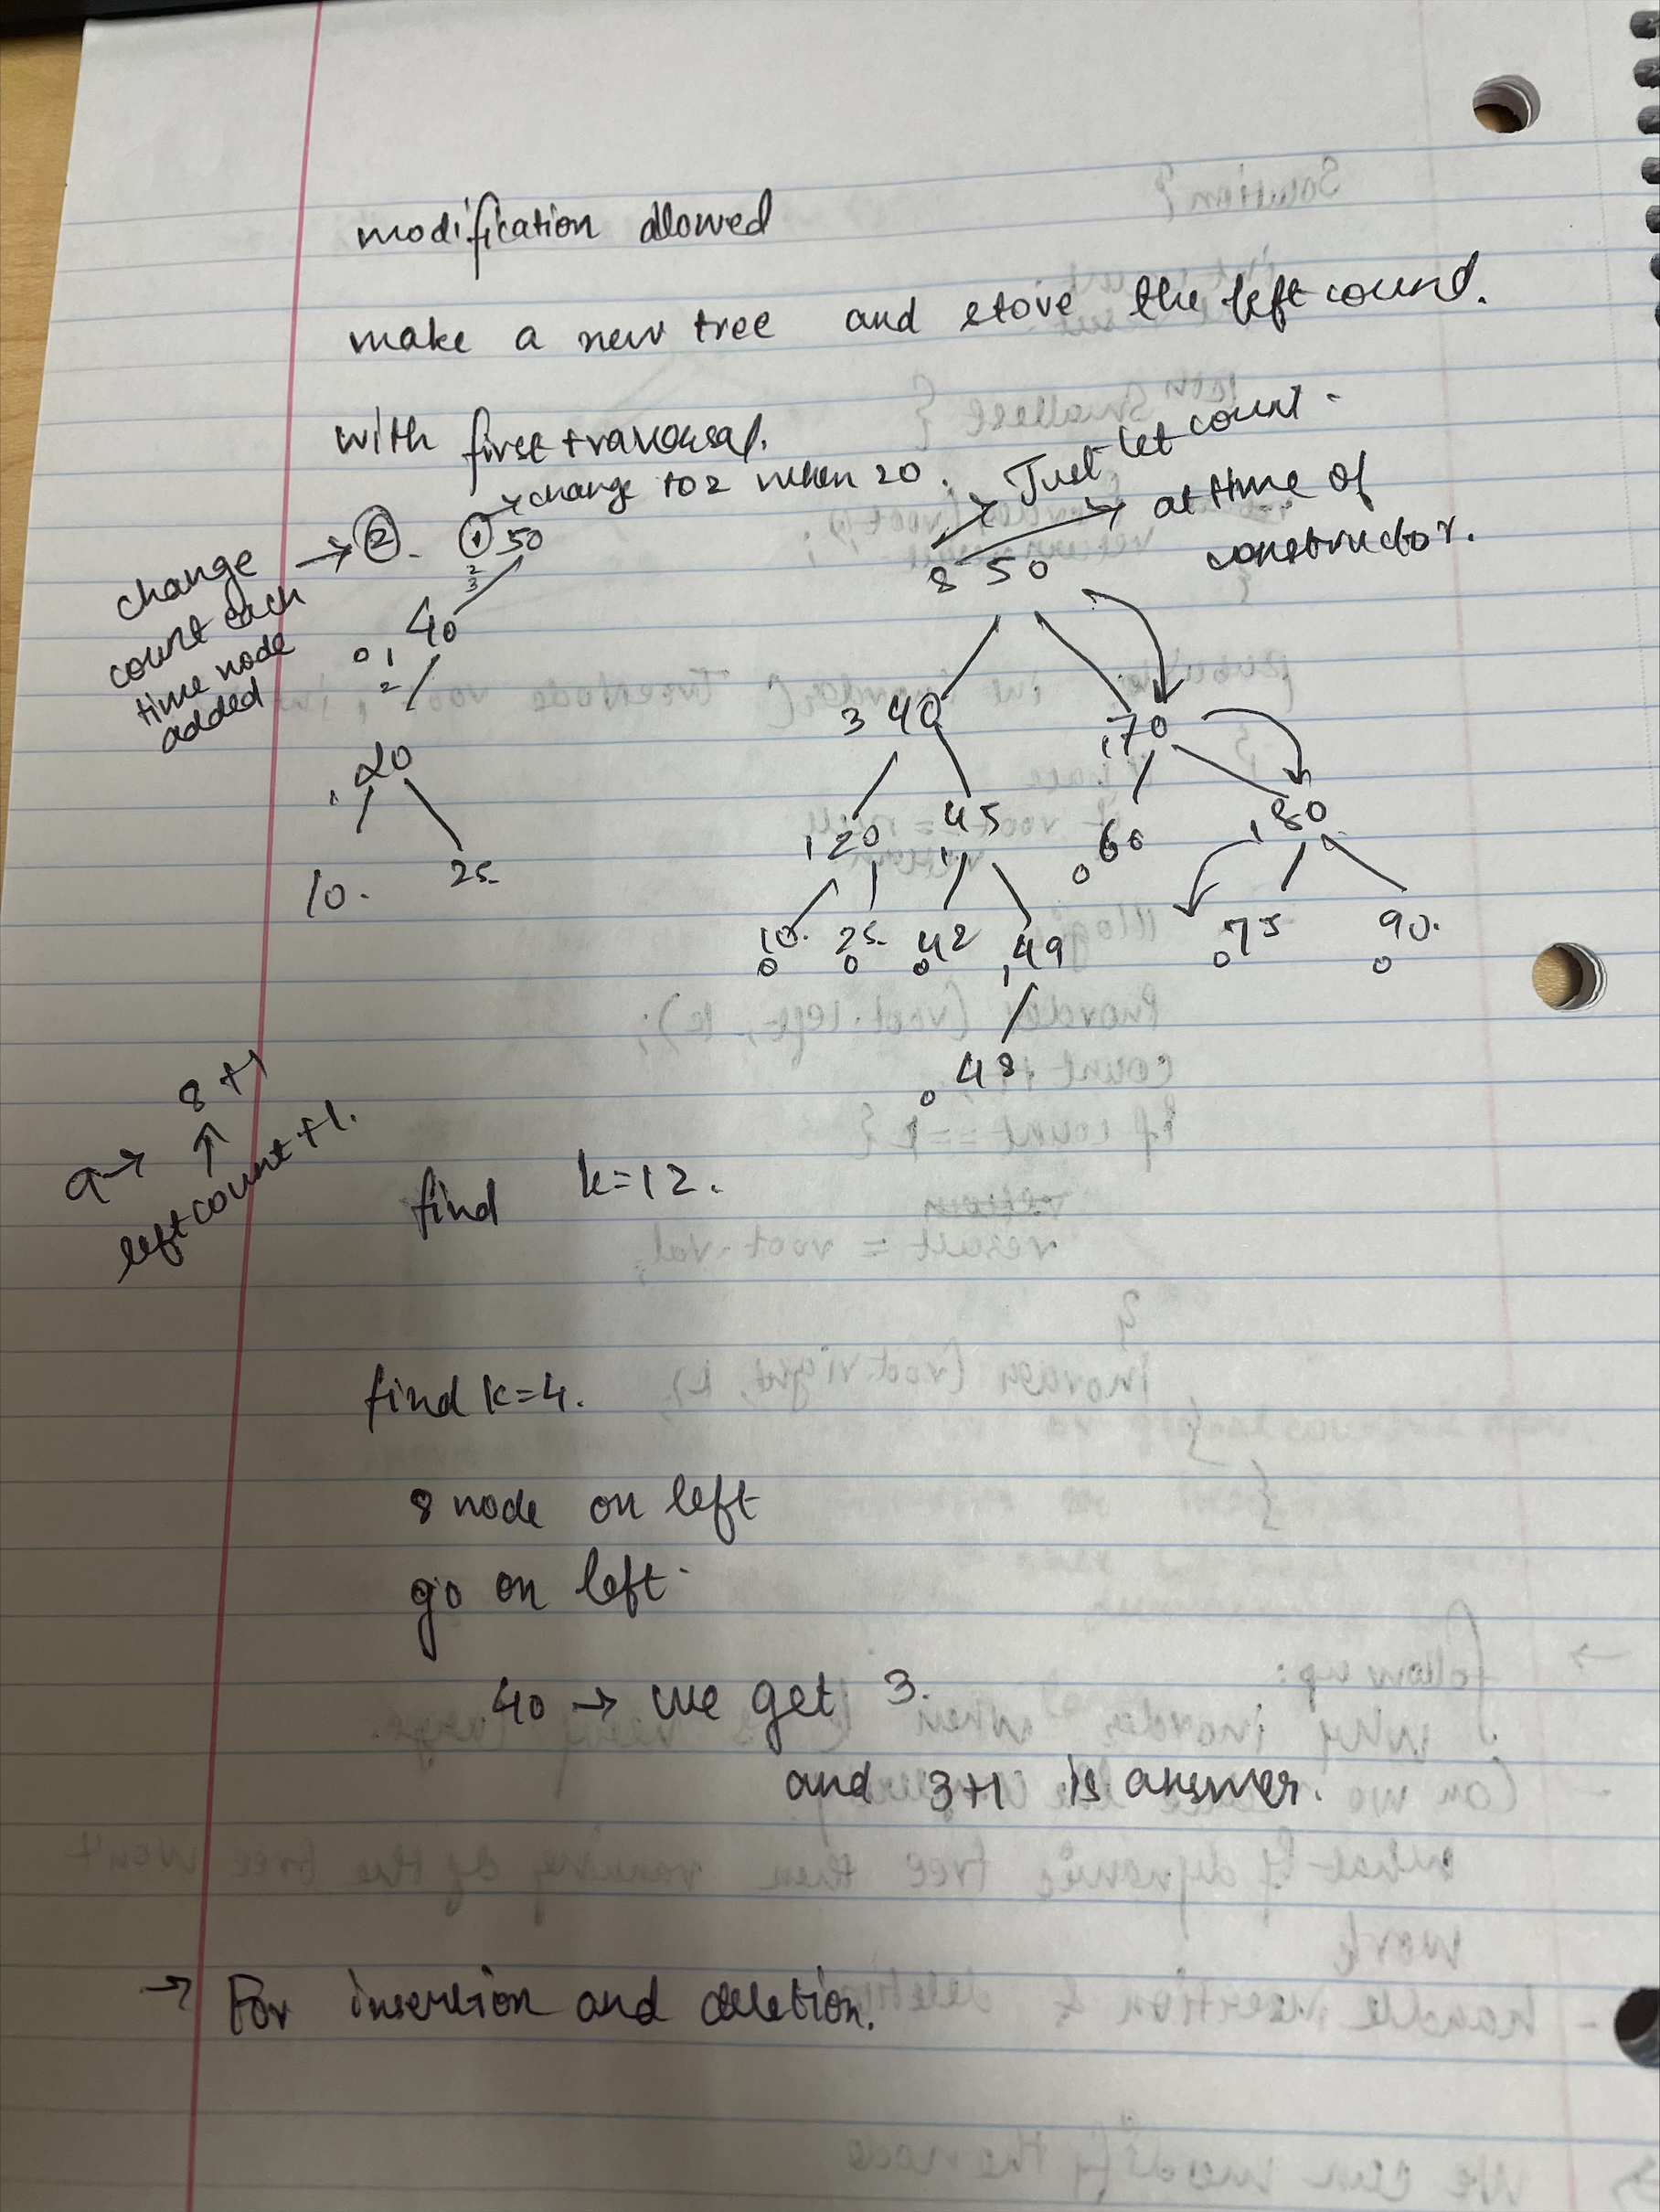 modification allowed
make a new tree and store the left count.
with first traversal.
→ change to 2 when 20.
→ Just let count.
→ at time of
constructor.
change → ② . ① 50
count each
time node
added
2
3
40
0 1
2
20
1
10. 25
8 50
3 40 1 70
1 20 1 45 0 60 1 80
10. 25 42 1 49 75 90.
0 0 0 0 0
0 48
9 → 8 +1
↑
left count +1.
find k=12.
find k=4.
8 node on left
go on left.
40 → we get 3.
and 3+1 is answer.
→ For insertion and deletion.